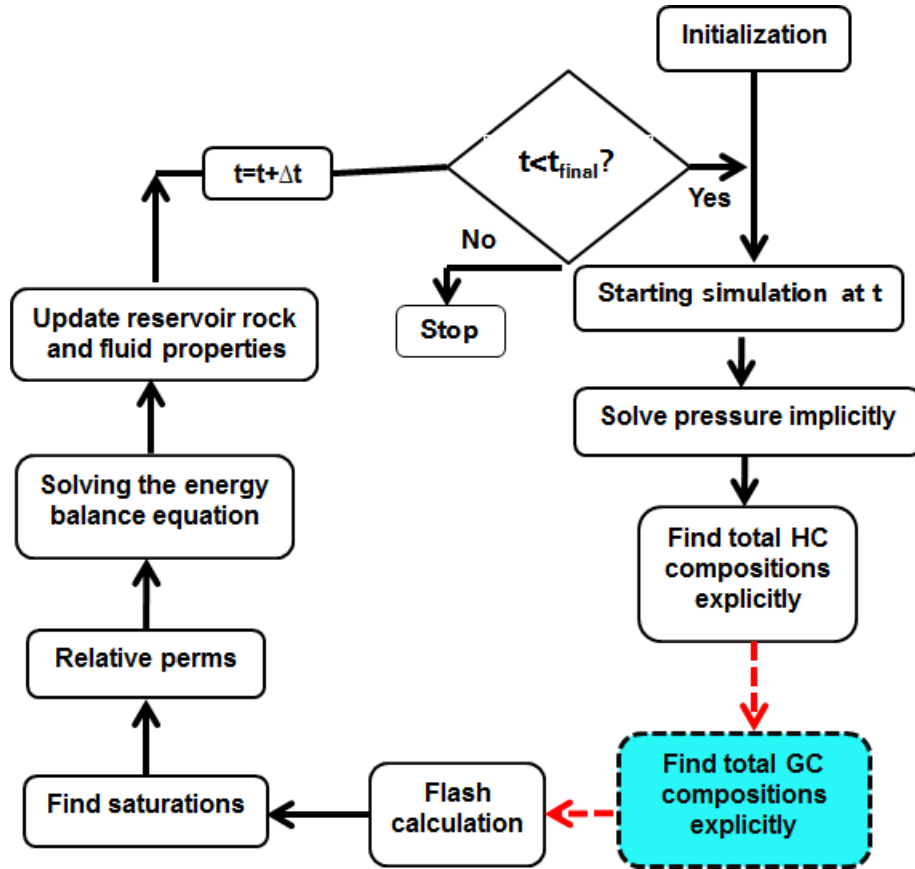 Initialization
t<t_final?
t=t+Δt
Yes
No
Stop
Starting simulation at t
Solve pressure implicitly
Find total HC
compositions
explicitly
Find total GC
compositions
explicitly
Flash
calculation
Find saturations
Relative perms
Solving the energy
balance equation
Update reservoir rock
and fluid properties